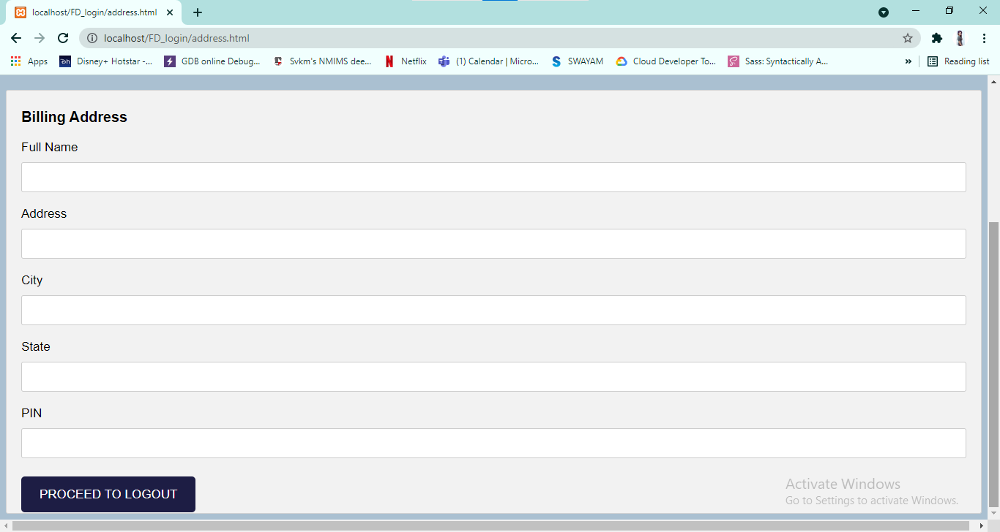 localhost/FD_login/address.html
localhost/FD_login/address.html
Apps Disney+ Hotstar -... GDB online Debug... Svkm's NMIMS dee... Netflix (1) Calendar | Micro... SWAYAM Cloud Developer To... Sass: Syntactically A... » Reading list
Billing Address
Full Name
Address
City
State
PIN
PROCEED TO LOGOUT
Activate Windows
Go to Settings to activate Windows.